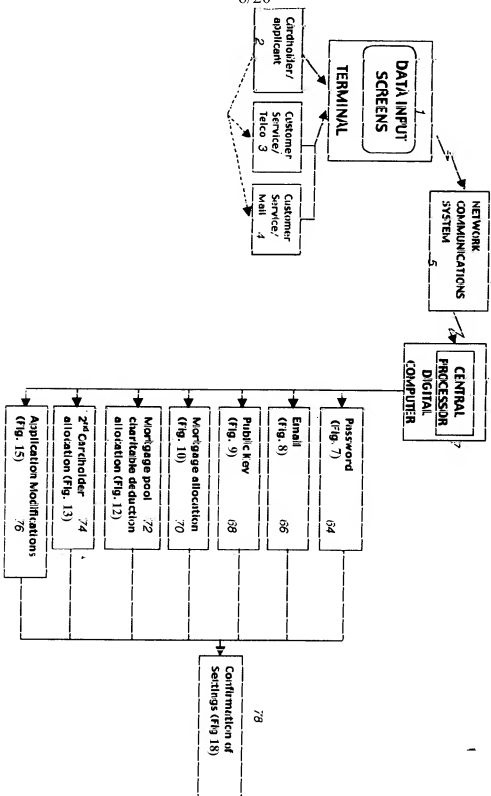 8/20
DATA INPUT
SCREENS
1
TERMINAL
Cardholder/
applicant
2
Customer
Service/
Telco 3
Customer
Service/
Mail 4
NETWORK
COMMUNICATIONS
SYSTEM
5
CENTRAL
PROCESSOR
DIGITAL
COMPUTER
7
Password
(Fig. 7)
64
Email
(Fig. 8)
66
Public Key
(Fig. 9)
68
Mortgage allocation
(Fig. 10)
70
Mortgage pool
charitable deduction
allocation (Fig. 12)
72
2nd Cardholder
allocation (Fig. 13)
74
Application Modifications
(Fig. 15)
76
Confirmation of
Settings (Fig 18)
78